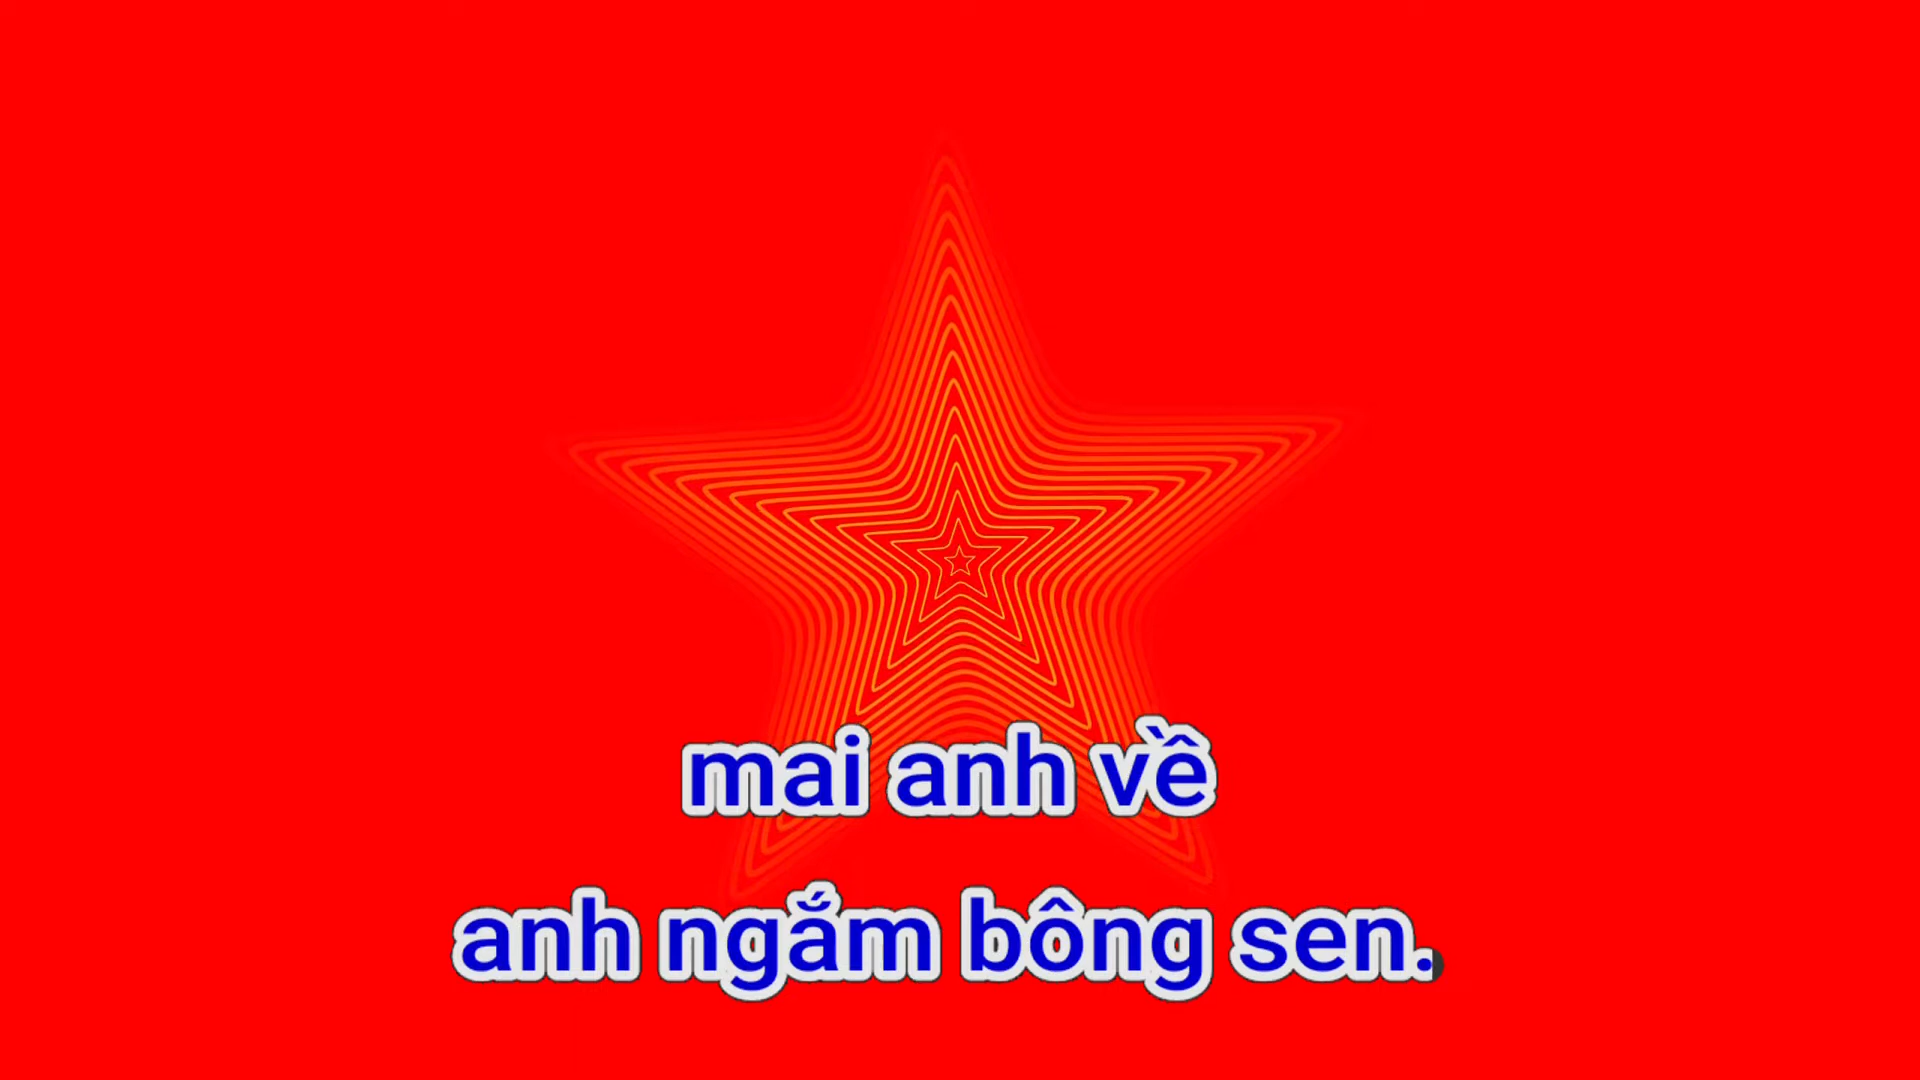 mai anh về
anh ngắm bông sen.